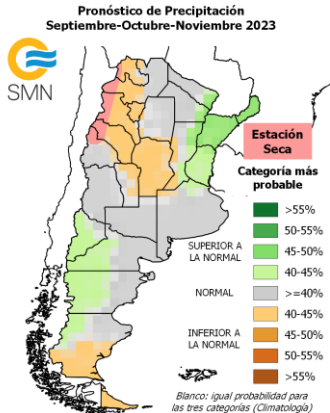 Pronóstico de Precipitación
Septiembre-Octubre-Noviembre 2023
SMN
Estación
Seca
Categoría más
probable
>55%
50-55%
SUPERIOR A
LA NORMAL
45-50%
40-45%
NORMAL
>=40%
40-45%
INFERIOR A
LA NORMAL
45-50%
50-55%
>55%
Blanco: igual probabilidad para
las tres categorías (Climatología)